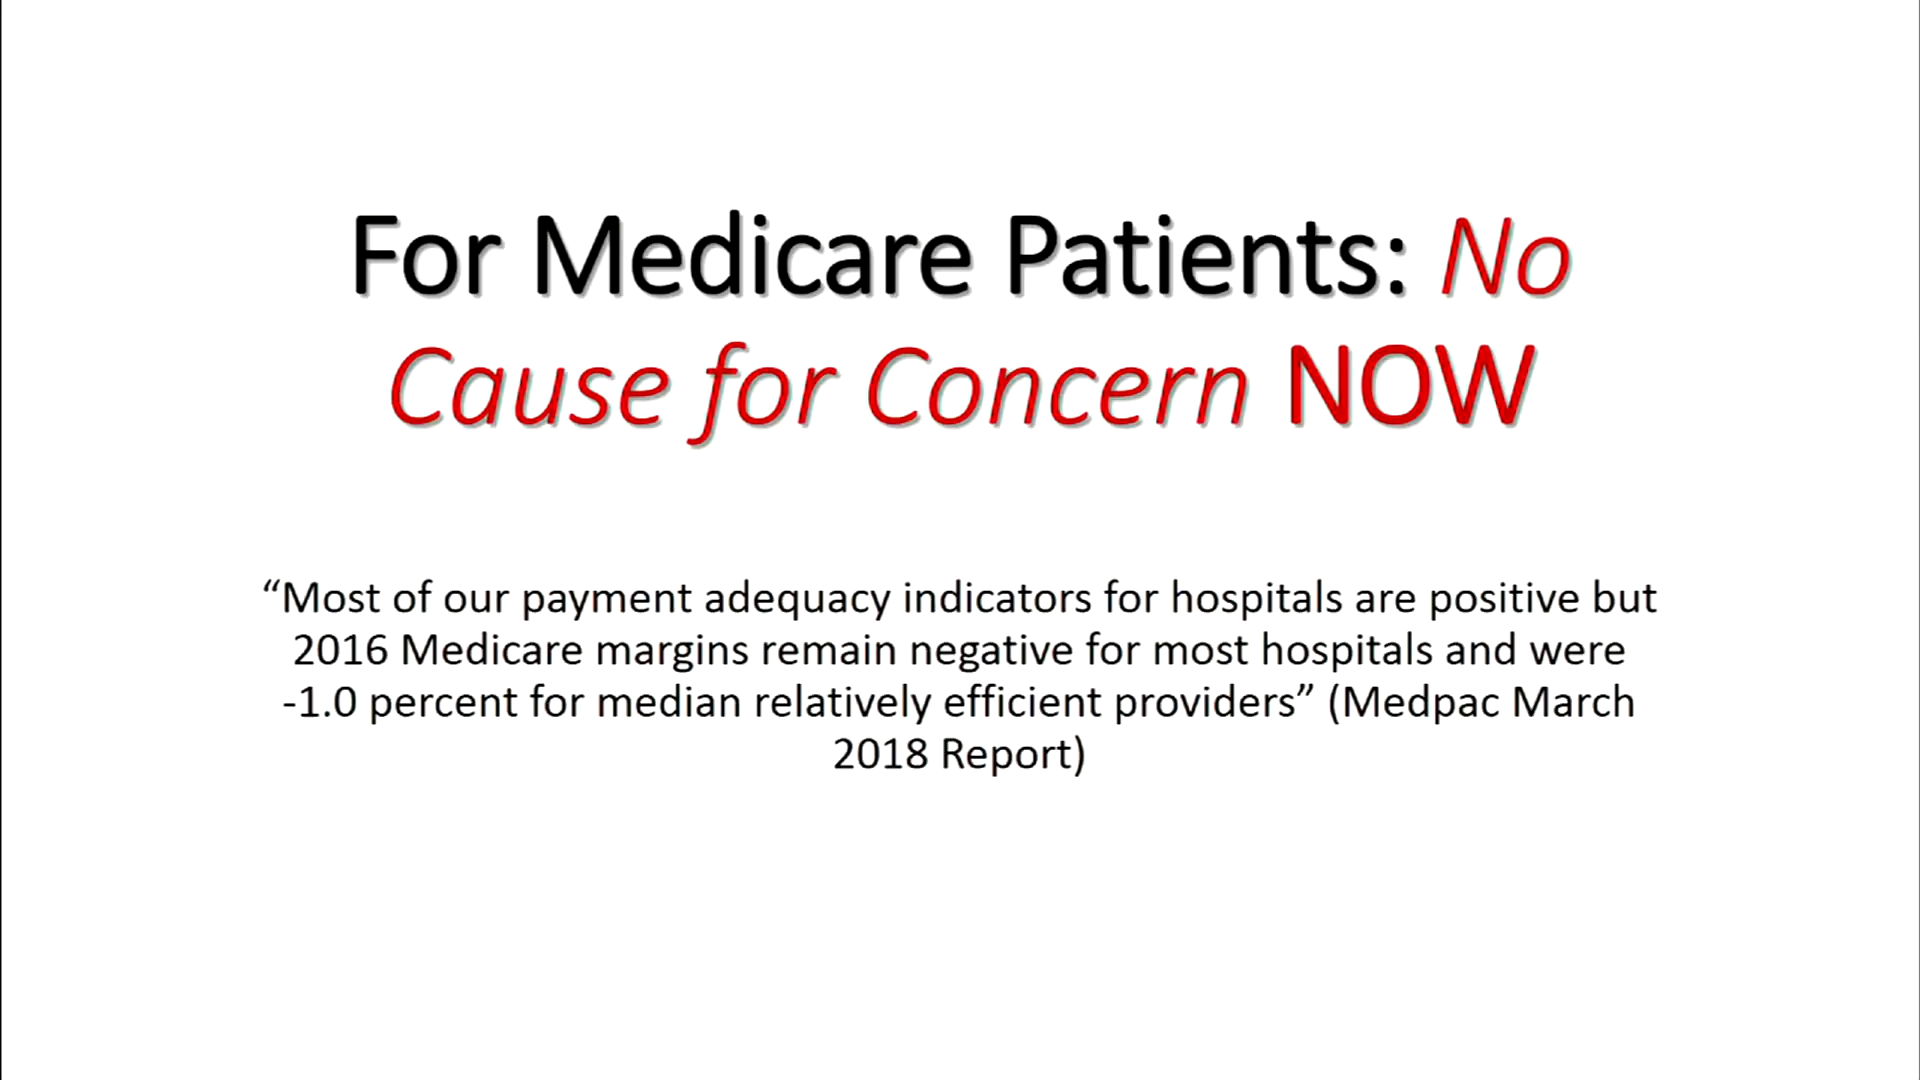 For Medicare Patients: No
Cause for Concern NOW
“Most of our payment adequacy indicators for hospitals are positive but
2016 Medicare margins remain negative for most hospitals and were
-1.0 percent for median relatively efficient providers” (Medpac March
2018 Report)